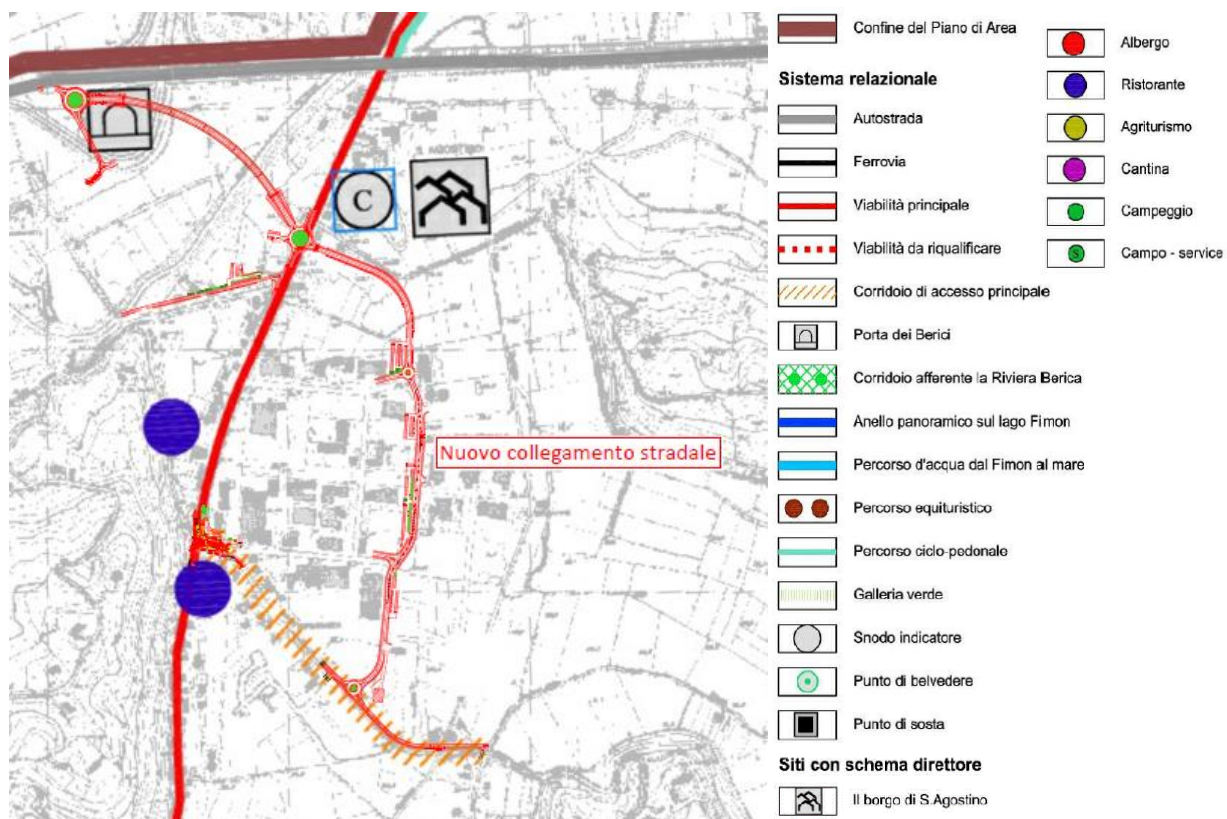 C
S. AGOSTINO
Nuovo collegamento stradale
Confine del Piano di Area
Sistema relazionale
Autostrada
Ferrovia
Viabilità principale
Viabilità da riqualificare
Corridoio di accesso principale
Porta dei Berici
Corridoio afferente la Riviera Berica
Anello panoramico sul lago Fimon
Percorso d'acqua dal Fimon al mare
Percorso equituristico
Percorso ciclo-pedonale
Galleria verde
Snodo indicatore
Punto di belvedere
Punto di sosta
Siti con schema direttore
Il borgo di S.Agostino
Albergo
Ristorante
Agriturismo
Cantina
Campeggio
S
Campo - service